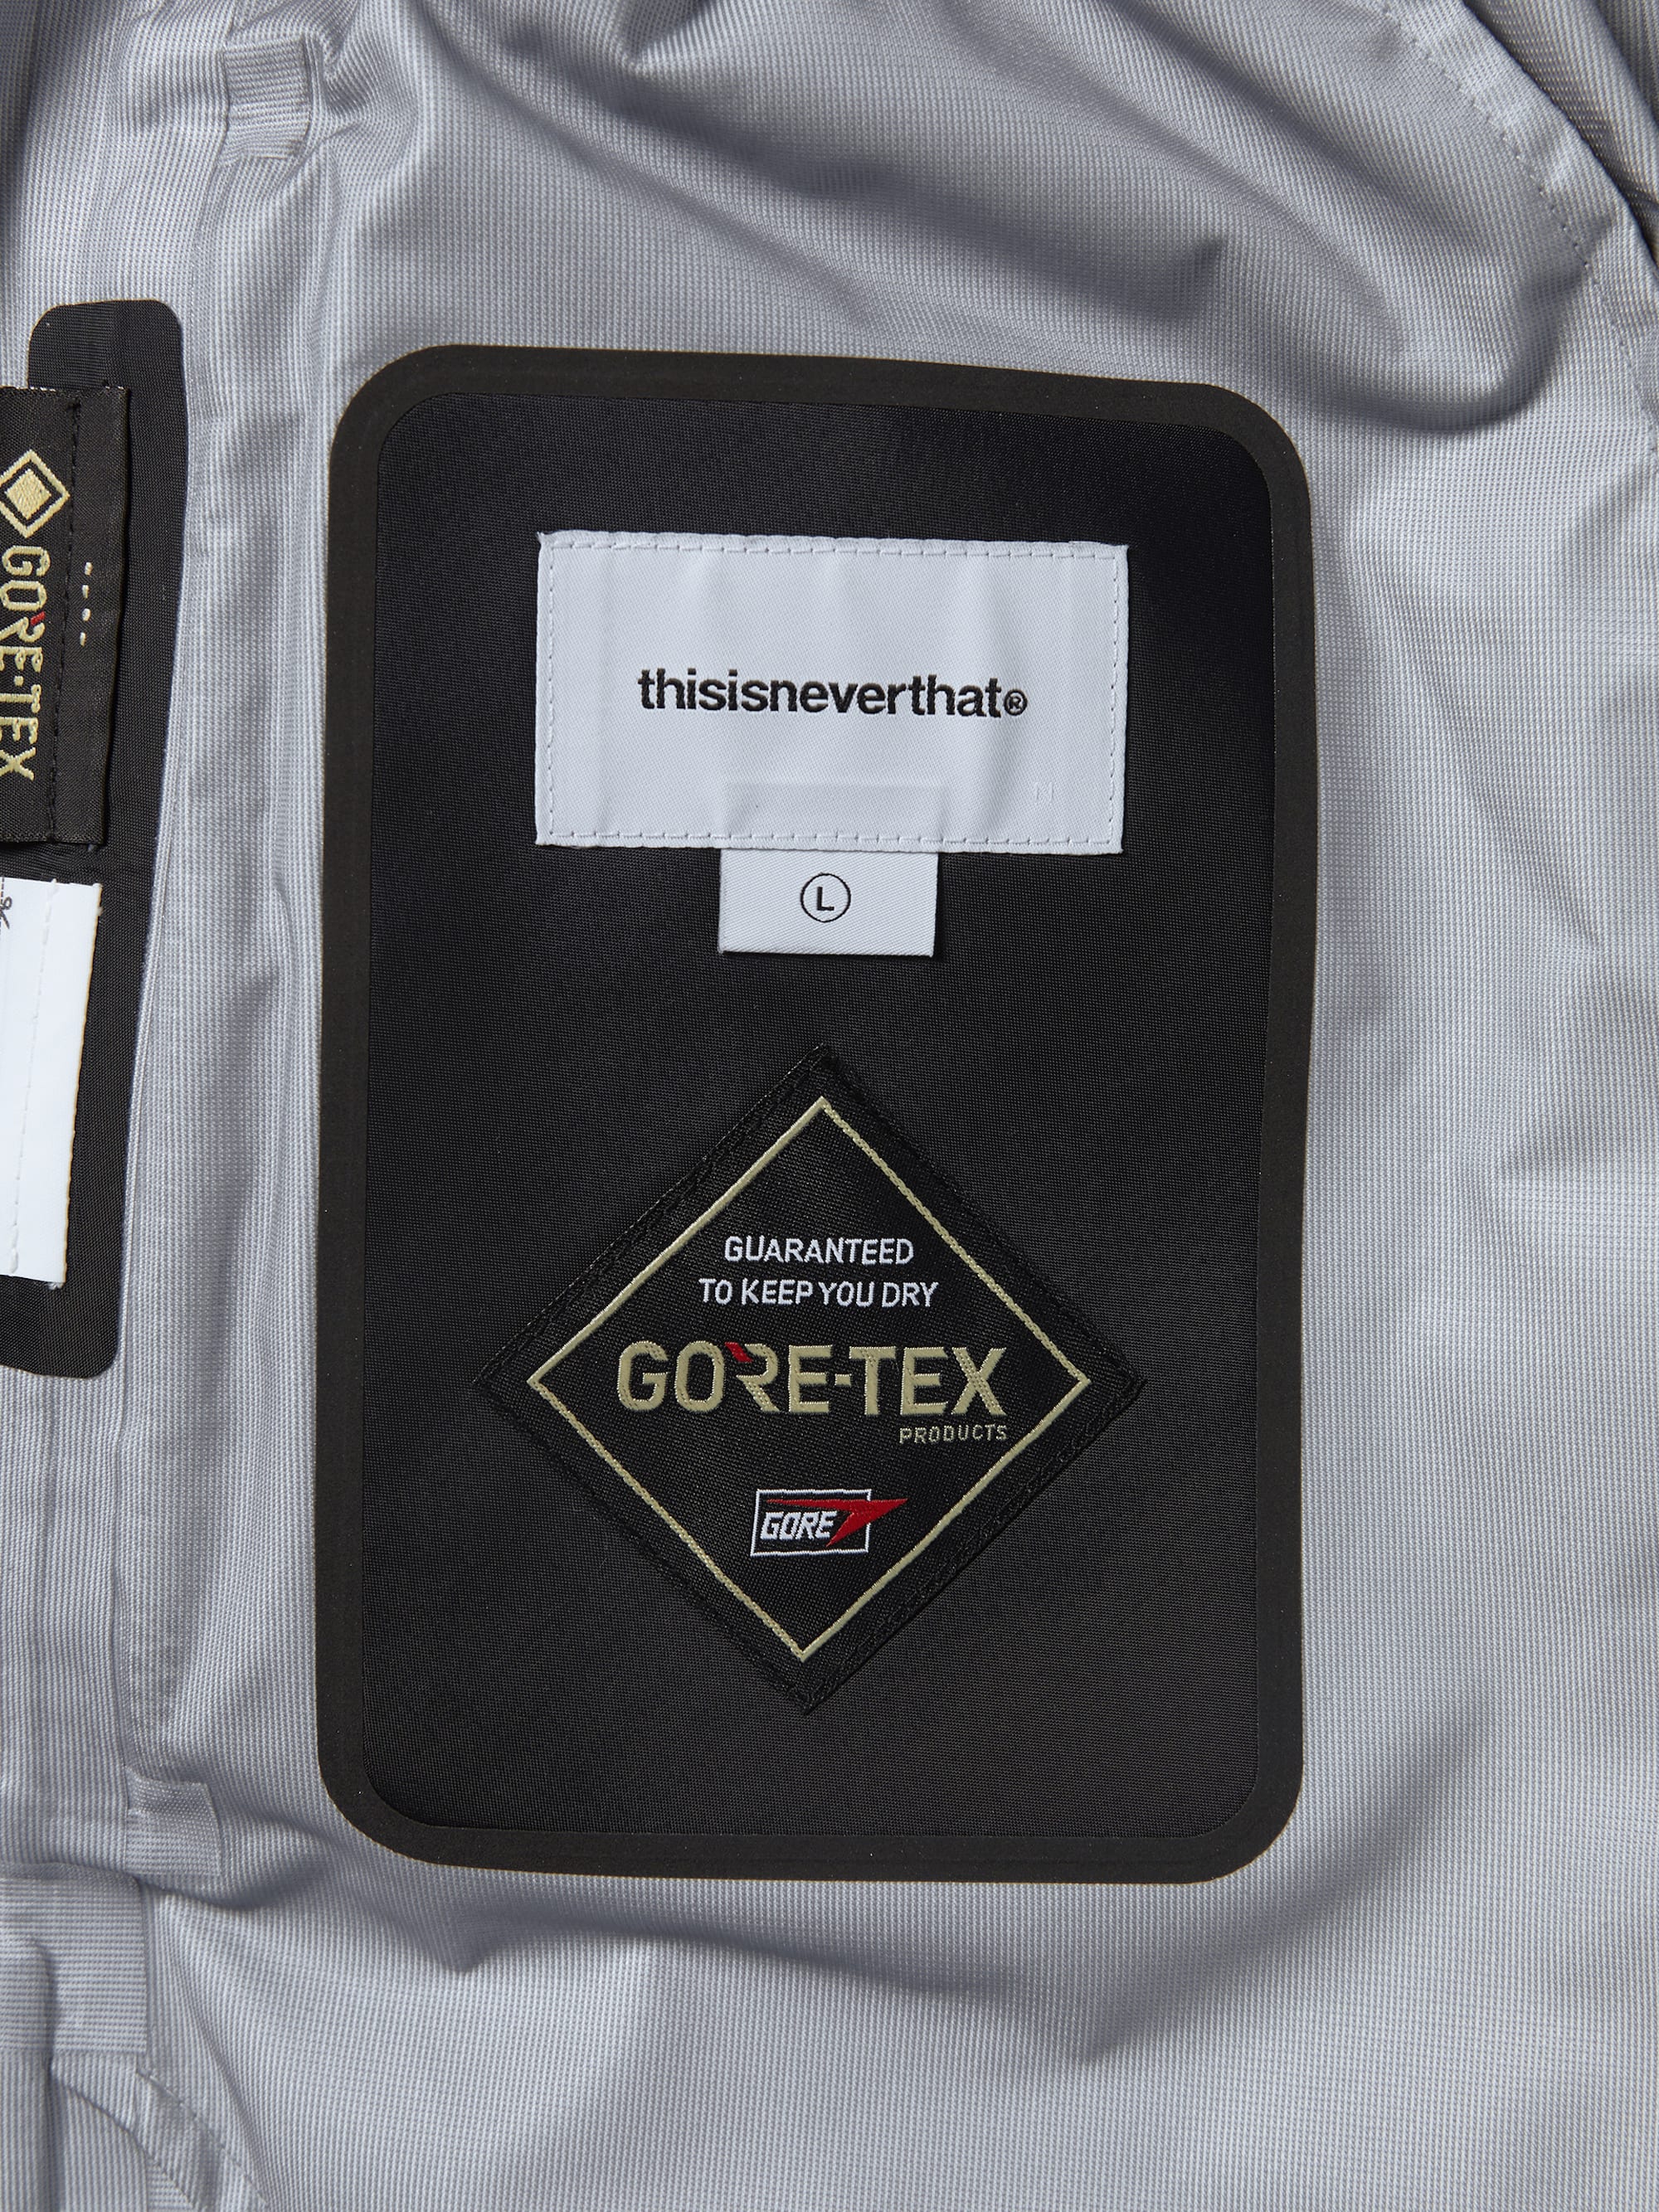 thisisneverthat®
L
GUARANTEED
TO KEEP YOU DRY
GORE-TEX
PRODUCTS
GORE
GORE-TEX
%